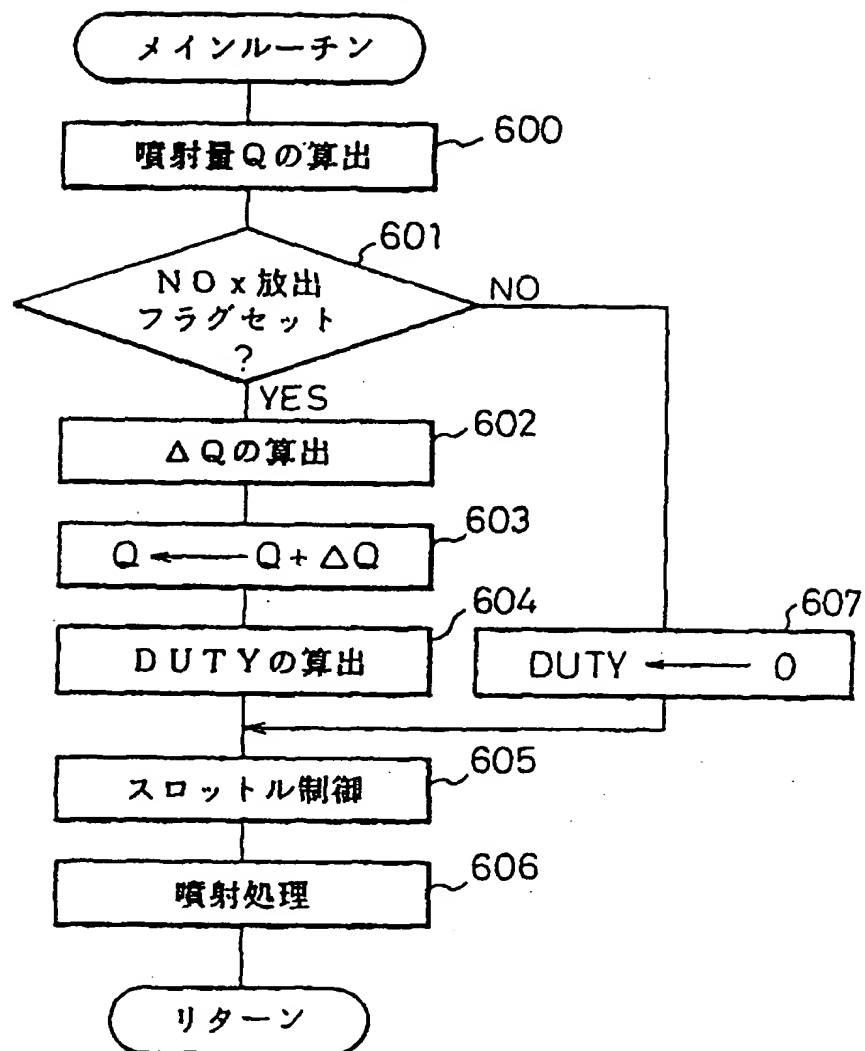 メインルーチン
600
噴射量Qの算出
601
NOx放出
フラグセット
?
NO
YES
602
ΔQの算出
603
Q ← Q + ΔQ
604
DUTYの算出
607
DUTY ← 0
605
スロットル制御
606
噴射処理
リターン